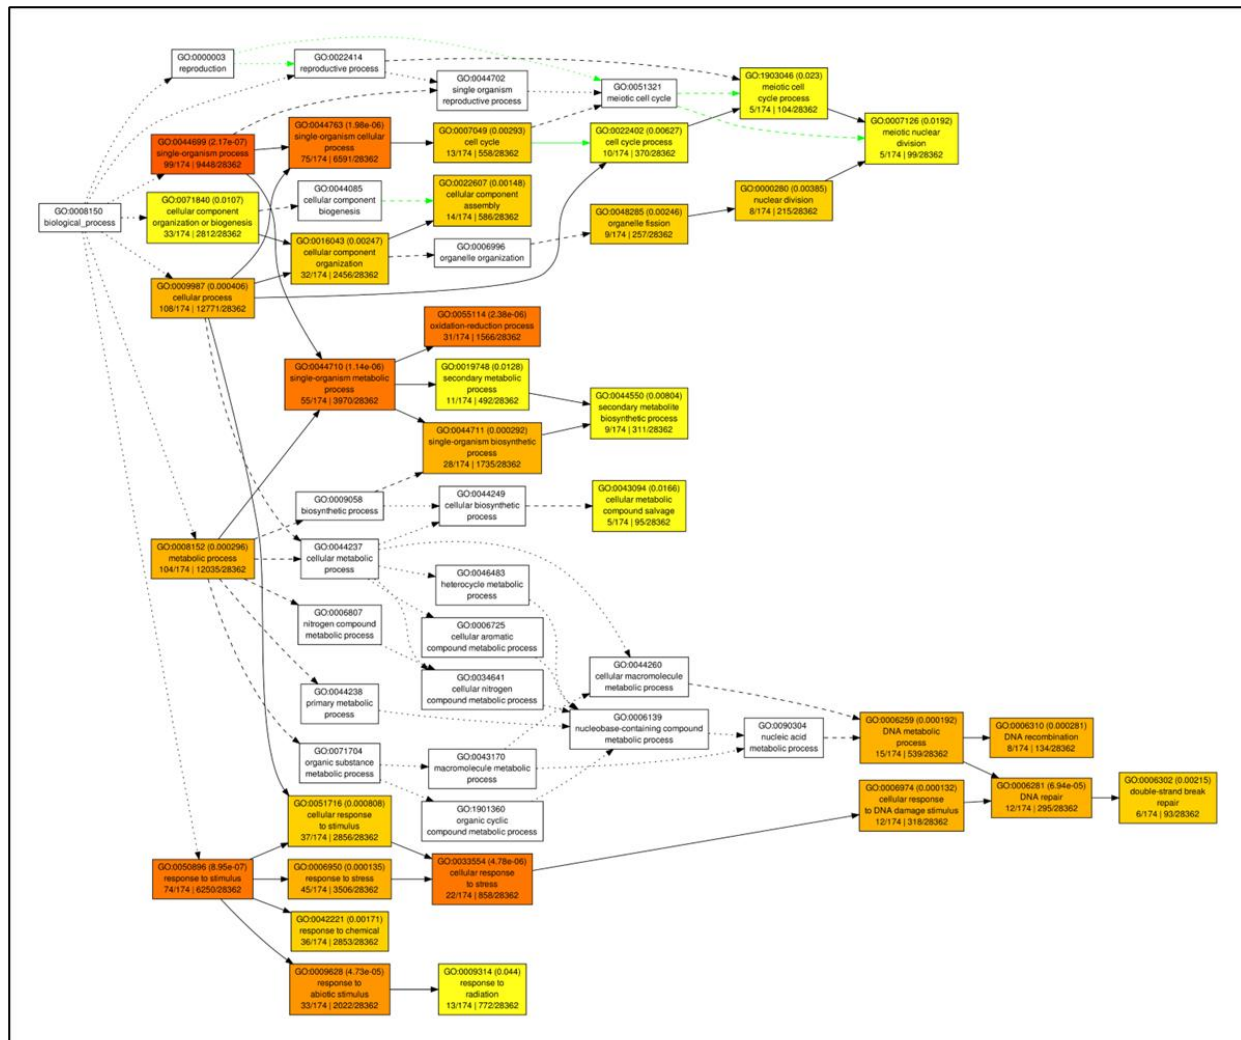 GO:0000003
reproduction
GO:0022414
reproductive process
GO:0044702
single organism
reproductive process
GO:0051321
meiotic cell cycle
GO:1903046 (0.023)
meiotic cell
cycle process
5/174 | 104/28362
GO:0007126 (0.0192)
meiotic nuclear
division
5/174 | 99/28362
GO:0044699 (2.17e-07)
single-organism process
99/174 | 9448/28362
GO:0044763 (1.98e-06)
single-organism cellular
process
75/174 | 6591/28362
GO:0007049 (0.00293)
cell cycle
13/174 | 558/28362
GO:0022402 (0.00627)
cell cycle process
10/174 | 370/28362
GO:0008150
biological_process
GO:0071840 (0.0107)
cellular component
organization or biogenesis
33/174 | 2812/28362
GO:0044085
cellular component
biogenesis
GO:0022607 (0.00148)
cellular component
assembly
14/174 | 586/28362
GO:0048285 (0.00246)
organelle fission
9/174 | 257/28362
GO:0000280 (0.00385)
nuclear division
8/174 | 215/28362
GO:0016043 (0.00247)
cellular component
organization
32/174 | 2456/28362
GO:0006996
organelle organization
GO:0009987 (0.000406)
cellular process
108/174 | 12771/28362
GO:0055114 (2.38e-06)
oxidation-reduction process
31/174 | 1566/28362
GO:0044710 (1.14e-06)
single-organism metabolic
process
55/174 | 3970/28362
GO:0019748 (0.0128)
secondary metabolic
process
11/174 | 492/28362
GO:0044550 (0.00804)
secondary metabolite
biosynthetic process
9/174 | 311/28362
GO:0044711 (0.000292)
single-organism biosynthetic
process
28/174 | 1735/28362
GO:0009058
biosynthetic process
GO:0044249
cellular biosynthetic
process
GO:0043094 (0.0166)
cellular metabolic
compound salvage
5/174 | 95/28362
GO:0008152 (0.000296)
metabolic process
104/174 | 12035/28362
GO:0044237
cellular metabolic
process
GO:0046483
heterocycle metabolic
process
GO:0006807
nitrogen compound
metabolic process
GO:0006725
cellular aromatic
compound metabolic process
GO:0044238
primary metabolic
process
GO:0034641
cellular nitrogen
compound metabolic process
GO:0044260
cellular macromolecule
metabolic process
GO:0006139
nucleobase-containing compound
metabolic process
GO:0090304
nucleic acid
metabolic process
GO:0006259 (0.000192)
DNA metabolic
process
15/174 | 539/28362
GO:0006310 (0.000281)
DNA recombination
8/174 | 134/28362
GO:0071704
organic substance
metabolic process
GO:0043170
macromolecule metabolic
process
GO:1901360
organic cyclic
compound metabolic process
GO:0006974 (0.000132)
cellular response
to DNA damage stimulus
12/174 | 318/28362
GO:0006281 (6.94e-05)
DNA repair
12/174 | 295/28362
GO:0006302 (0.00215)
double-strand break
repair
6/174 | 93/28362
GO:0051716 (0.000808)
cellular response
to stimulus
37/174 | 2856/28362
GO:0050896 (8.95e-07)
response to stimulus
74/174 | 6250/28362
GO:0006950 (0.000135)
response to stress
45/174 | 3506/28362
GO:0033554 (4.78e-06)
cellular response
to stress
22/174 | 858/28362
GO:0042221 (0.00171)
response to chemical
36/174 | 2853/28362
GO:0009628 (4.73e-05)
response to
abiotic stimulus
33/174 | 2022/28362
GO:0009314 (0.044)
response to
radiation
13/174 | 772/28362